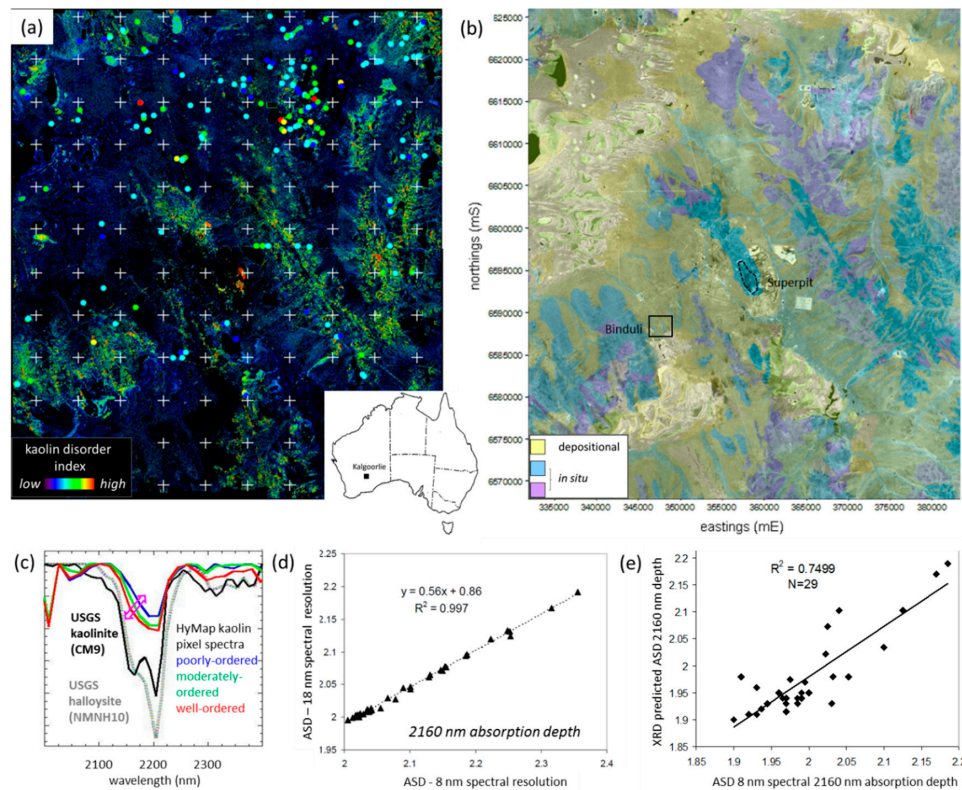 (a)
kaolin disorder
index
low high
Kalgoorlie
(b)
northings (mS)
6625000
6620000
6615000
6610000
6605000
6600000
6595000
6590000
6585000
6580000
6575000
6570000
Superpit
Binduli
depositional
in situ
335000 340000 345000 350000 355000 360000 365000 370000 375000 380000
eastings (mE)
(c)
USGS
kaolinite
(CM9)
USGS
halloysite
(NMNH10)
HyMap kaolin
pixel spectra
poorly-ordered
moderately-
ordered
well-ordered
2100 2200 2300
wavelength (nm)
(d)
ASD – 18 nm spectral resolution
2.25
2.2
2.15
2.1
2.05
2
1.95
y = 0.56x + 0.86
R² = 0.997
2160 nm absorption depth
2 2.1 2.2 2.3 2.4
ASD - 8 nm spectral resolution
(e)
XRD predicted ASD 2160 nm depth
2.2
2.15
2.1
2.05
2
1.95
1.9
1.85
R² = 0.7499
N=29
1.9 1.95 2 2.05 2.1 2.15 2.2
ASD 8 nm spectral 2160 nm absorption depth